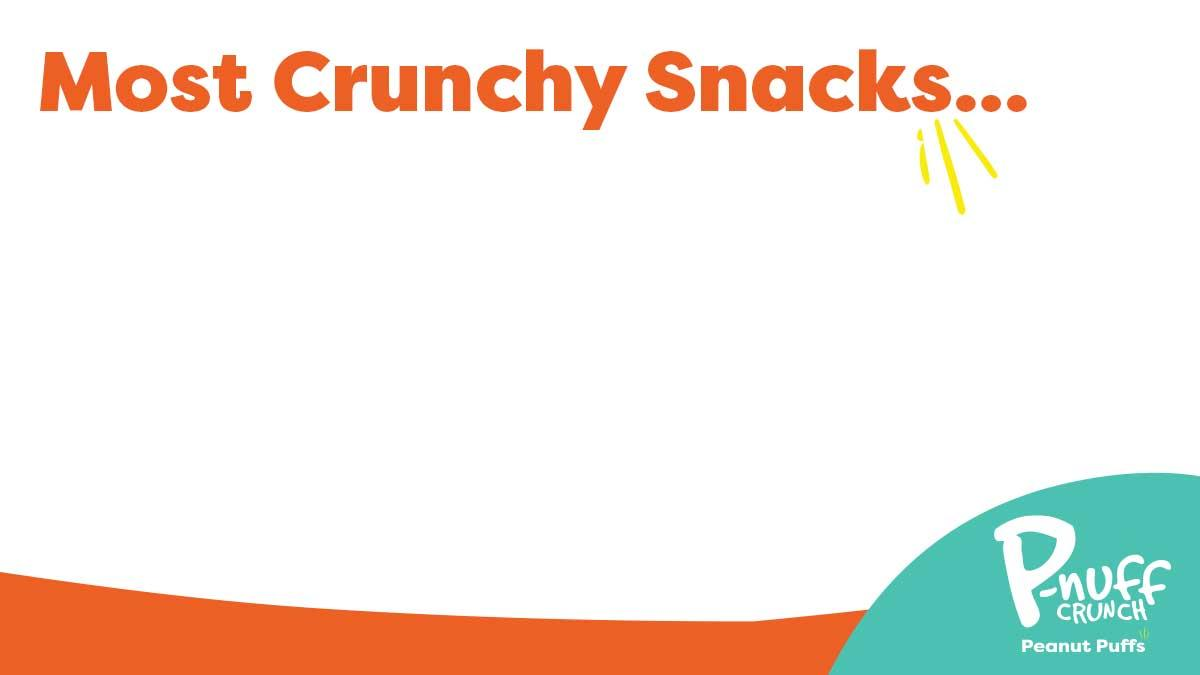 Most Crunchy Snacks...
P-nuff
CRUNCH
Peanut Puffs